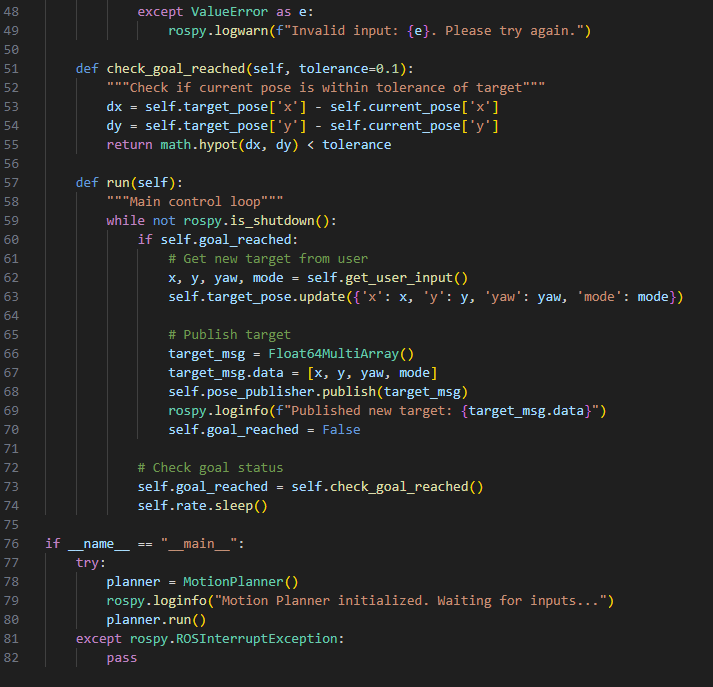 48 except ValueError as e:
49 rospy.logwarn(f"Invalid input: {e}. Please try again.")
50
51 def check_goal_reached(self, tolerance=0.1):
52 """Check if current pose is within tolerance of target"""
53 dx = self.target_pose['x'] - self.current_pose['x']
54 dy = self.target_pose['y'] - self.current_pose['y']
55 return math.hypot(dx, dy) < tolerance
56
57 def run(self):
58 """Main control loop"""
59 while not rospy.is_shutdown():
60 if self.goal_reached:
61 # Get new target from user
62 x, y, yaw, mode = self.get_user_input()
63 self.target_pose.update({'x': x, 'y': y, 'yaw': yaw, 'mode': mode})
64
65 # Publish target
66 target_msg = Float64MultiArray()
67 target_msg.data = [x, y, yaw, mode]
68 self.pose_publisher.publish(target_msg)
69 rospy.loginfo(f"Published new target: {target_msg.data}")
70 self.goal_reached = False
71
72 # Check goal status
73 self.goal_reached = self.check_goal_reached()
74 self.rate.sleep()
75
76 if __name__ == "__main__":
77 try:
78 planner = MotionPlanner()
79 rospy.loginfo("Motion Planner initialized. Waiting for inputs...")
80 planner.run()
81 except rospy.ROSInterruptException:
82 pass